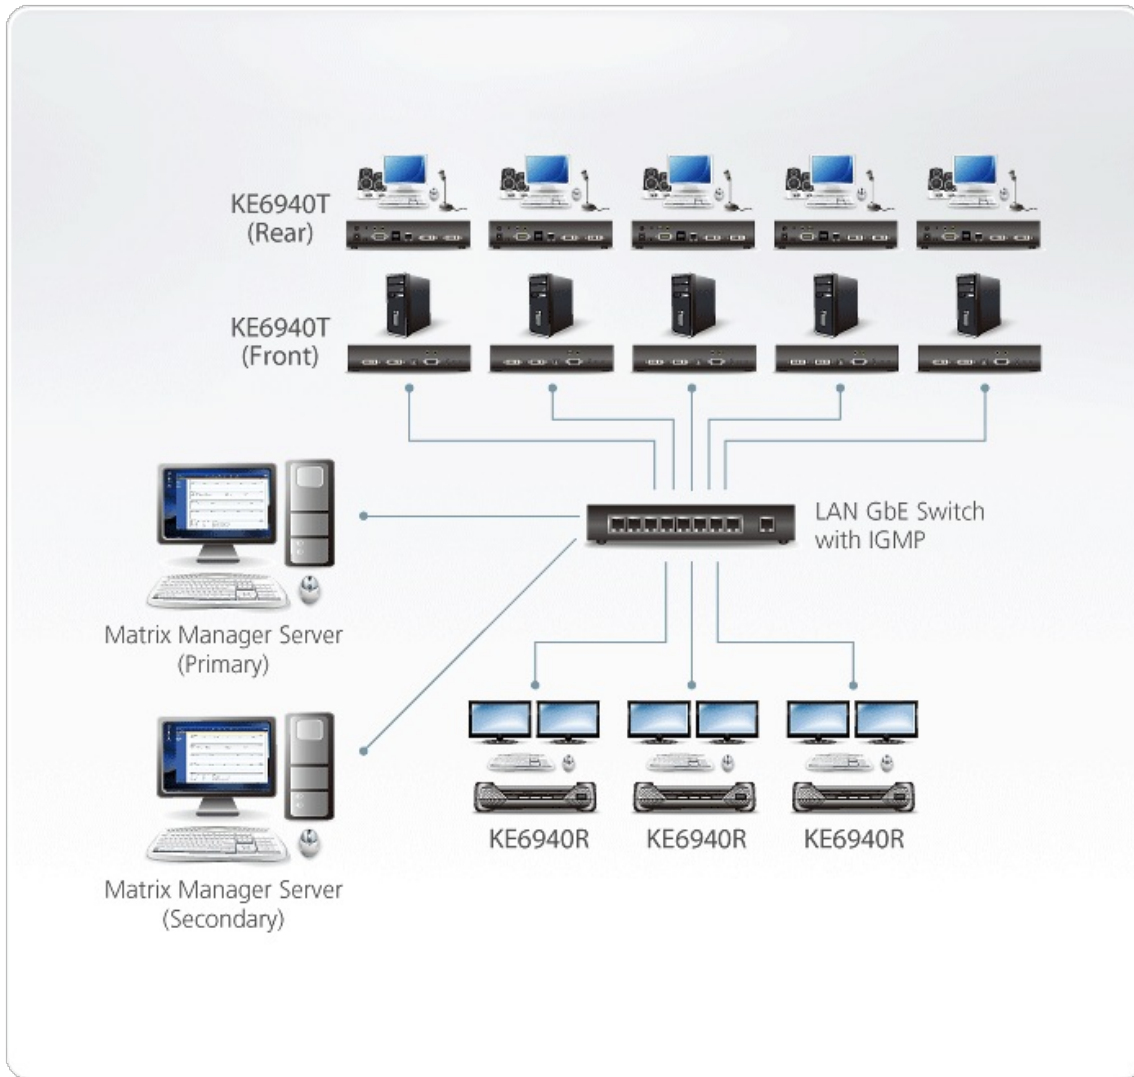 KE6940T
(Rear)
KE6940T
(Front)
LAN GbE Switch
with IGMP
Matrix Manager Server
(Primary)
KE6940R
KE6940R
KE6940R
Matrix Manager Server
(Secondary)